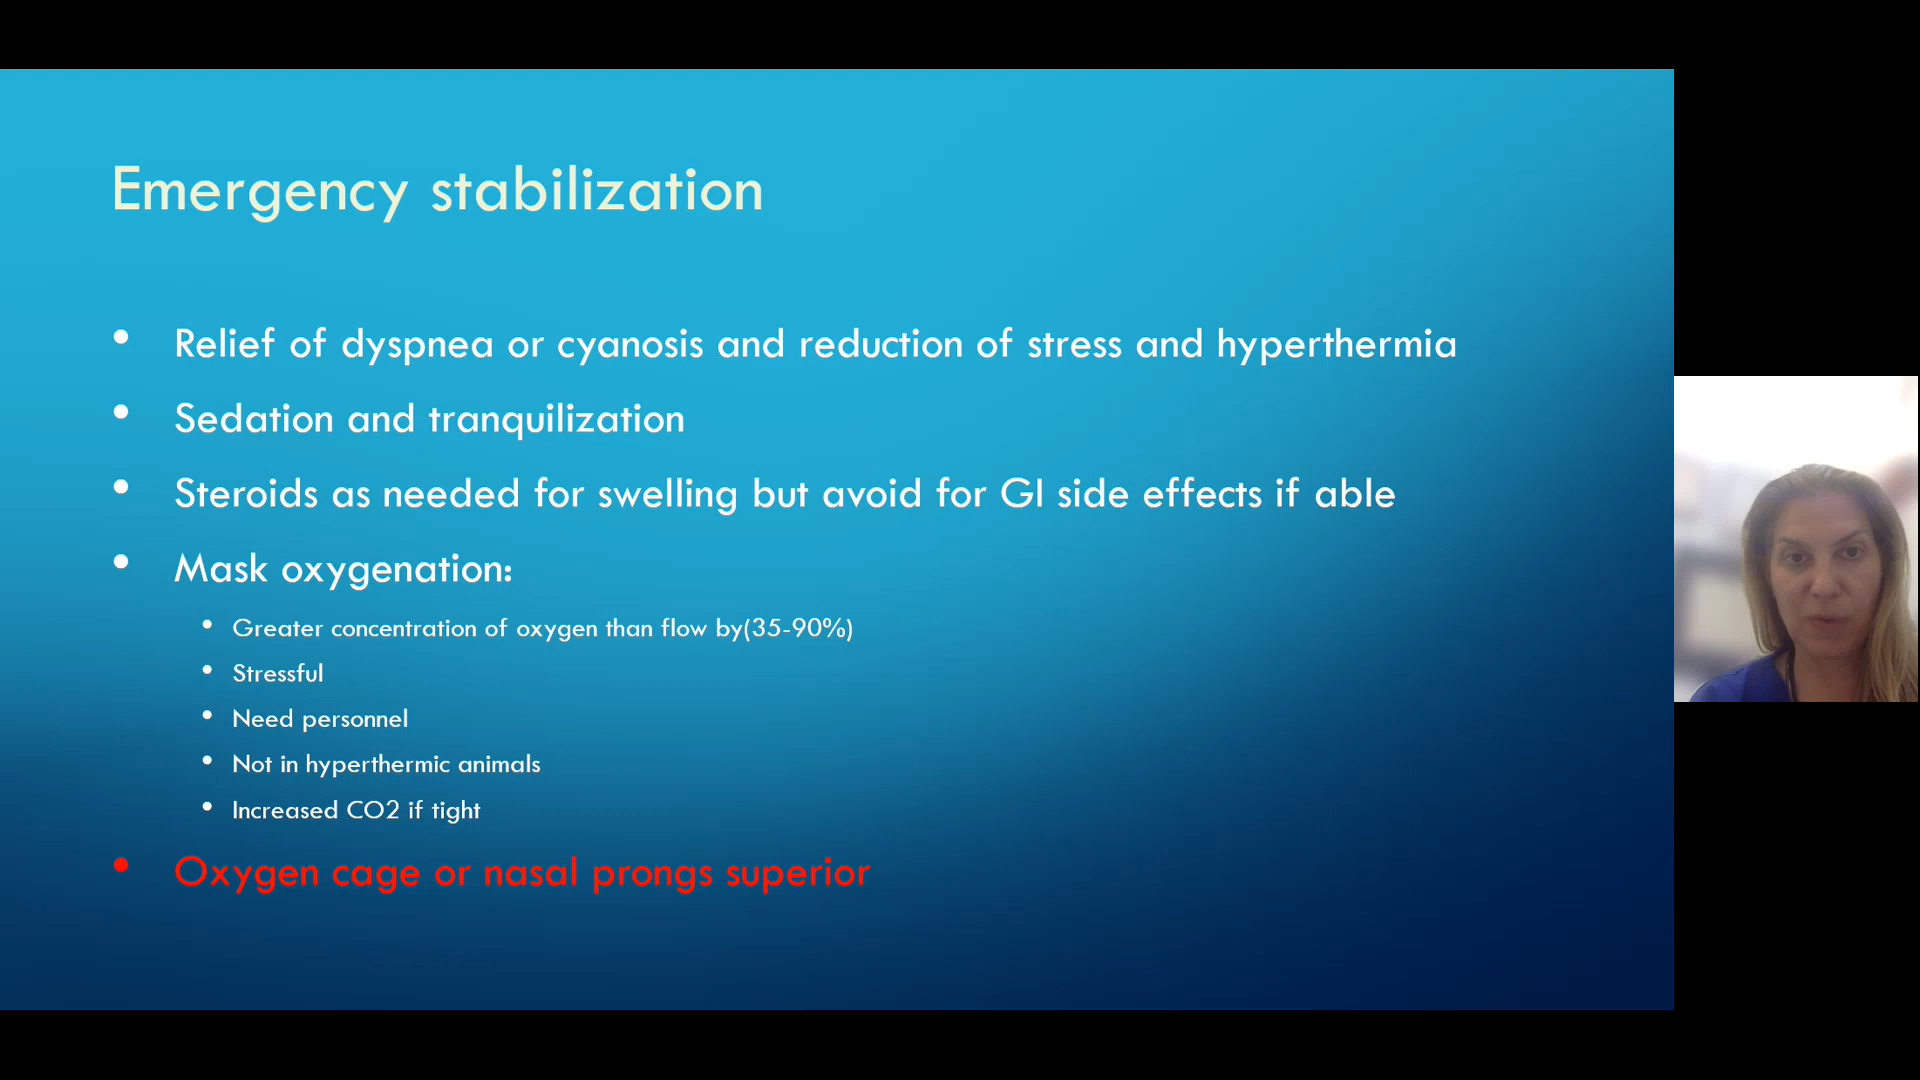 Emergency stabilization
• Relief of dyspnea or cyanosis and reduction of stress and hyperthermia
• Sedation and tranquilization
• Steroids as needed for swelling but avoid for GI side effects if able
• Mask oxygenation:
• Greater concentration of oxygen than flow by(35-90%)
• Stressful
• Need personnel
• Not in hyperthermic animals
• Increased CO2 if tight
• Oxygen cage or nasal prongs superior